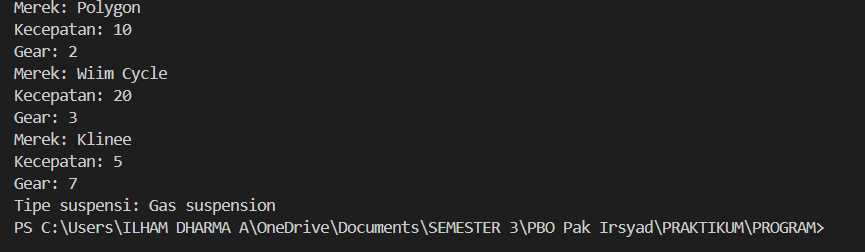 Merek: Polygon
Kecepatan: 10
Gear: 2
Merek: Wiim Cycle
Kecepatan: 20
Gear: 3
Merek: Klinee
Kecepatan: 5
Gear: 7
Tipe suspensi: Gas suspension
PS C:\Users\ILHAM DHARMA A\OneDrive\Documents\SEMESTER 3\PBO Pak Irsyad\PRAKTIKUM\PROGRAM>